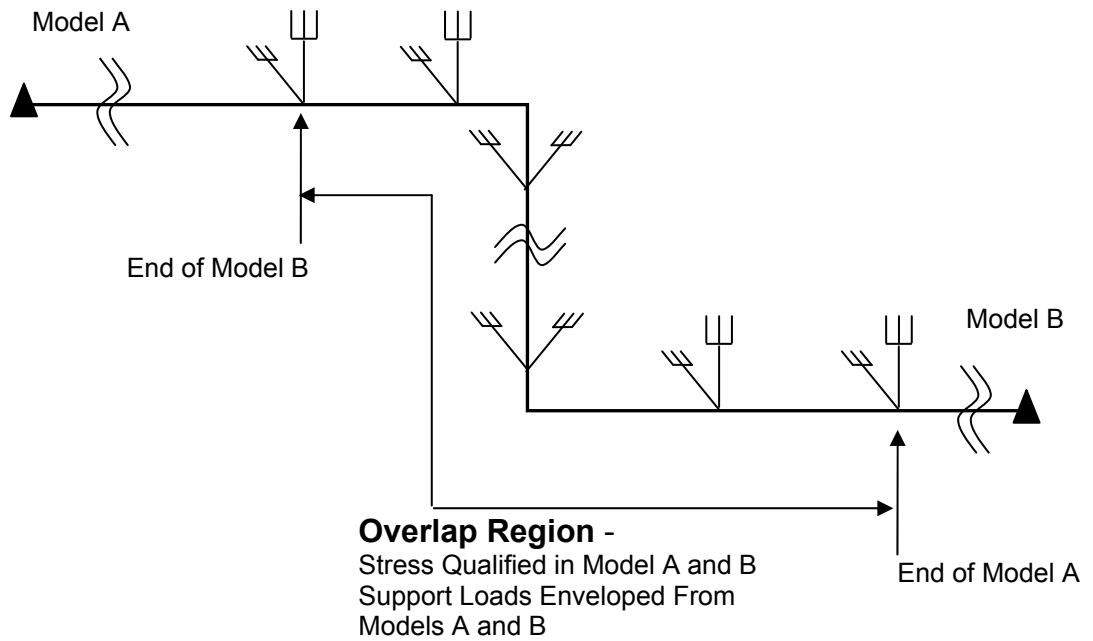 Model A
End of Model B
Model B
Overlap Region -
Stress Qualified in Model A and B
Support Loads Enveloped From
Models A and B
End of Model A